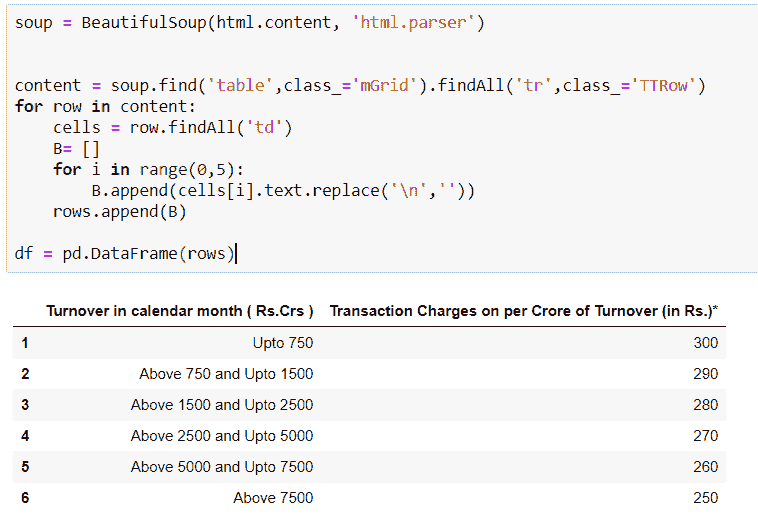 soup = BeautifulSoup(html.content, 'html.parser')
content = soup.find('table',class_='mGrid').findAll('tr',class_='TTRow')
for row in content:
    cells = row.findAll('td')
    B= []
    for i in range(0,5):
        B.append(cells[i].text.replace('\n',''))
    rows.append(B)
df = pd.DataFrame(rows)
Turnover in calendar month ( Rs.Crs ) Transaction Charges on per Crore of Turnover (in Rs.)*
1 Upto 750 300
2 Above 750 and Upto 1500 290
3 Above 1500 and Upto 2500 280
4 Above 2500 and Upto 5000 270
5 Above 5000 and Upto 7500 260
6 Above 7500 250